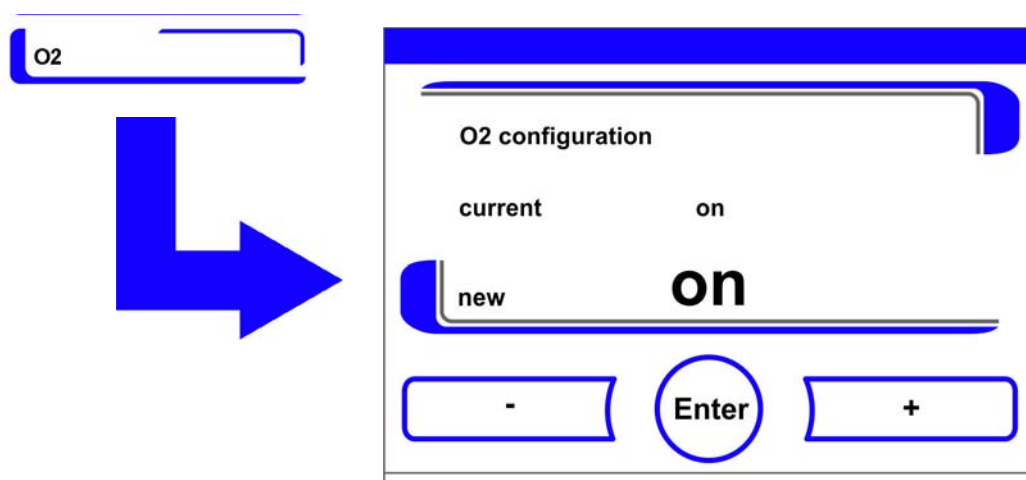 O2
O2 configuration
current on
new on
- Enter +